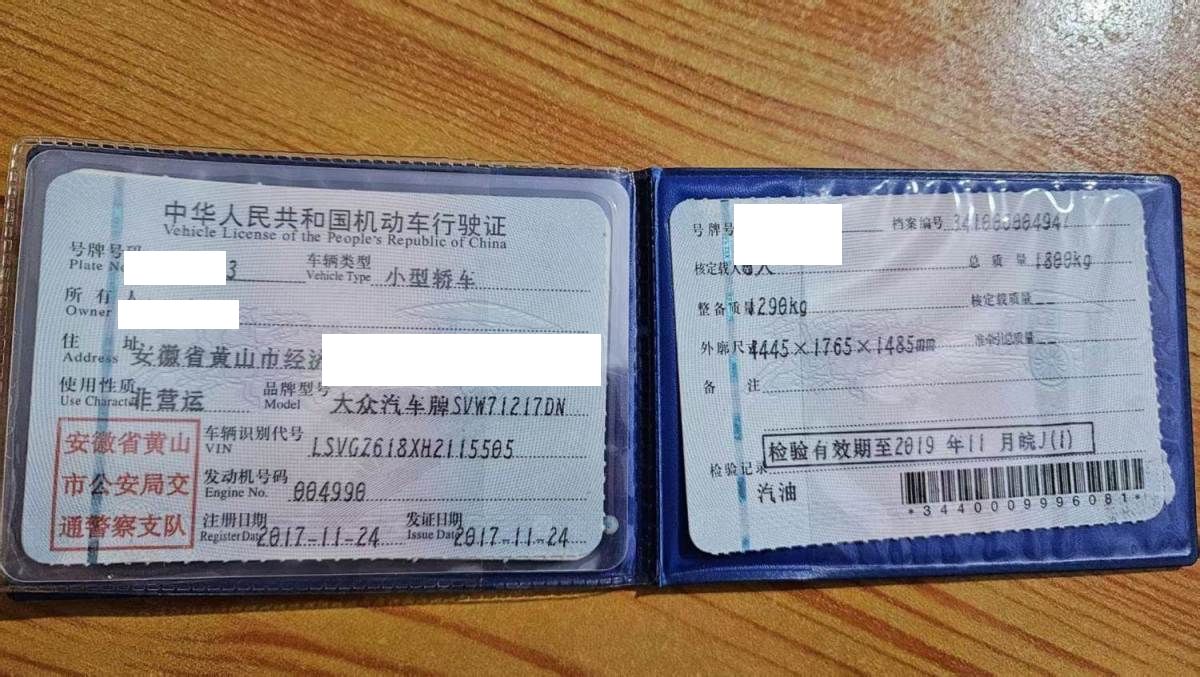 中华人民共和国机动车行驶证
Vehicle License of the People's Republic of China
号牌号码
Plate No. 3
车辆类型
Vehicle Type 小型轿车
所有人
Owner
住址
Address 安徽省黄山市经济
使用性质
Use Character 非营运
品牌型号
Model 大众汽车牌SVW71217DN
安徽省黄山
市公安局交
通警察支队
车辆识别代号
VIN LSVGZ618XH2115505
发动机号码
Engine No. 004990
注册日期
Register Date 2017-11-24
发证日期
Issue Date 2017-11-24
号牌号
档案编号
核定载人 人
总质量 1800kg
整备质量 1290kg
核定载质量 --
外廓尺寸 4445×1765×1485mm
准牵引总质量 --
备注
检验有效期至2019年11月皖J(1)
检验记录
汽油
*3440009996081*